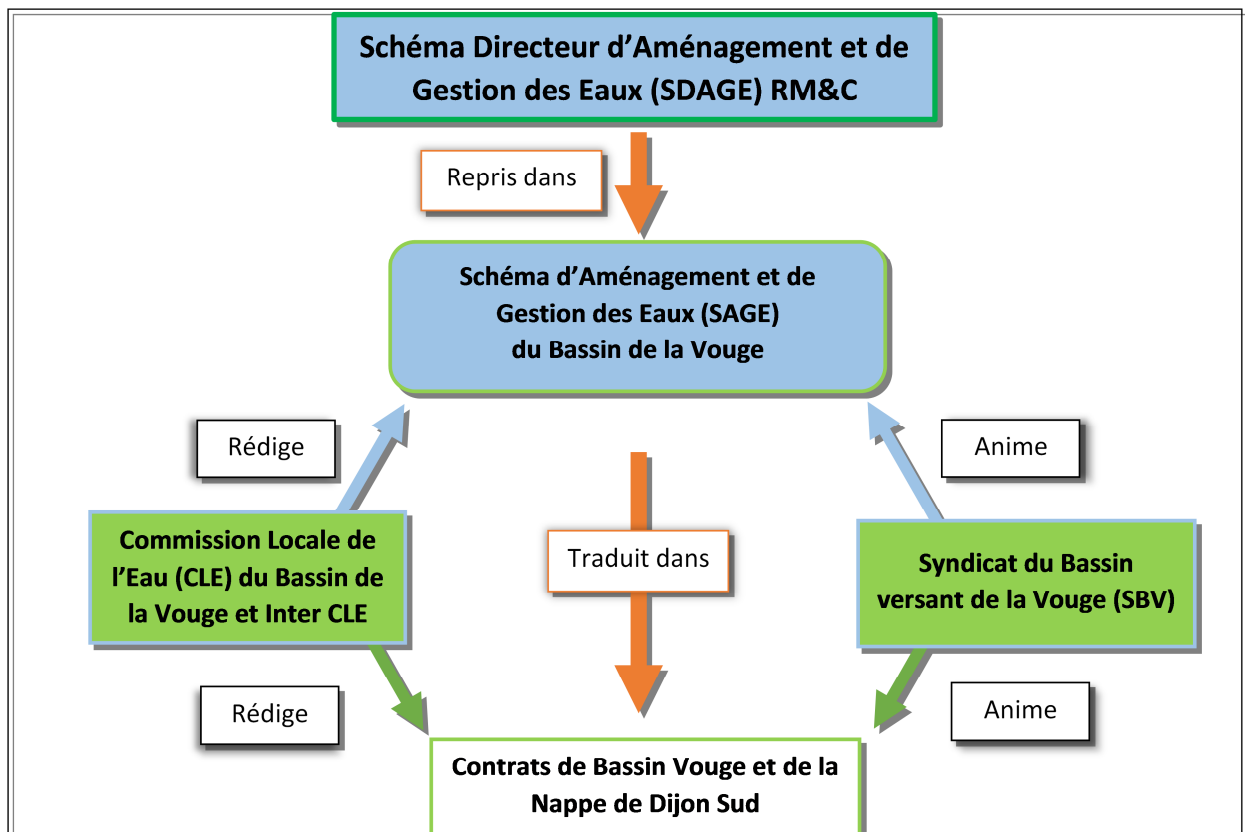 Schéma Directeur d’Aménagement et de
Gestion des Eaux (SDAGE) RM&C
Repris dans
Schéma d’Aménagement et de
Gestion des Eaux (SAGE)
du Bassin de la Vouge
Rédige
Anime
Commission Locale de
l’Eau (CLE) du Bassin de
la Vouge et Inter CLE
Traduit dans
Syndicat du Bassin
versant de la Vouge (SBV)
Rédige
Anime
Contrats de Bassin Vouge et de la
Nappe de Dijon Sud